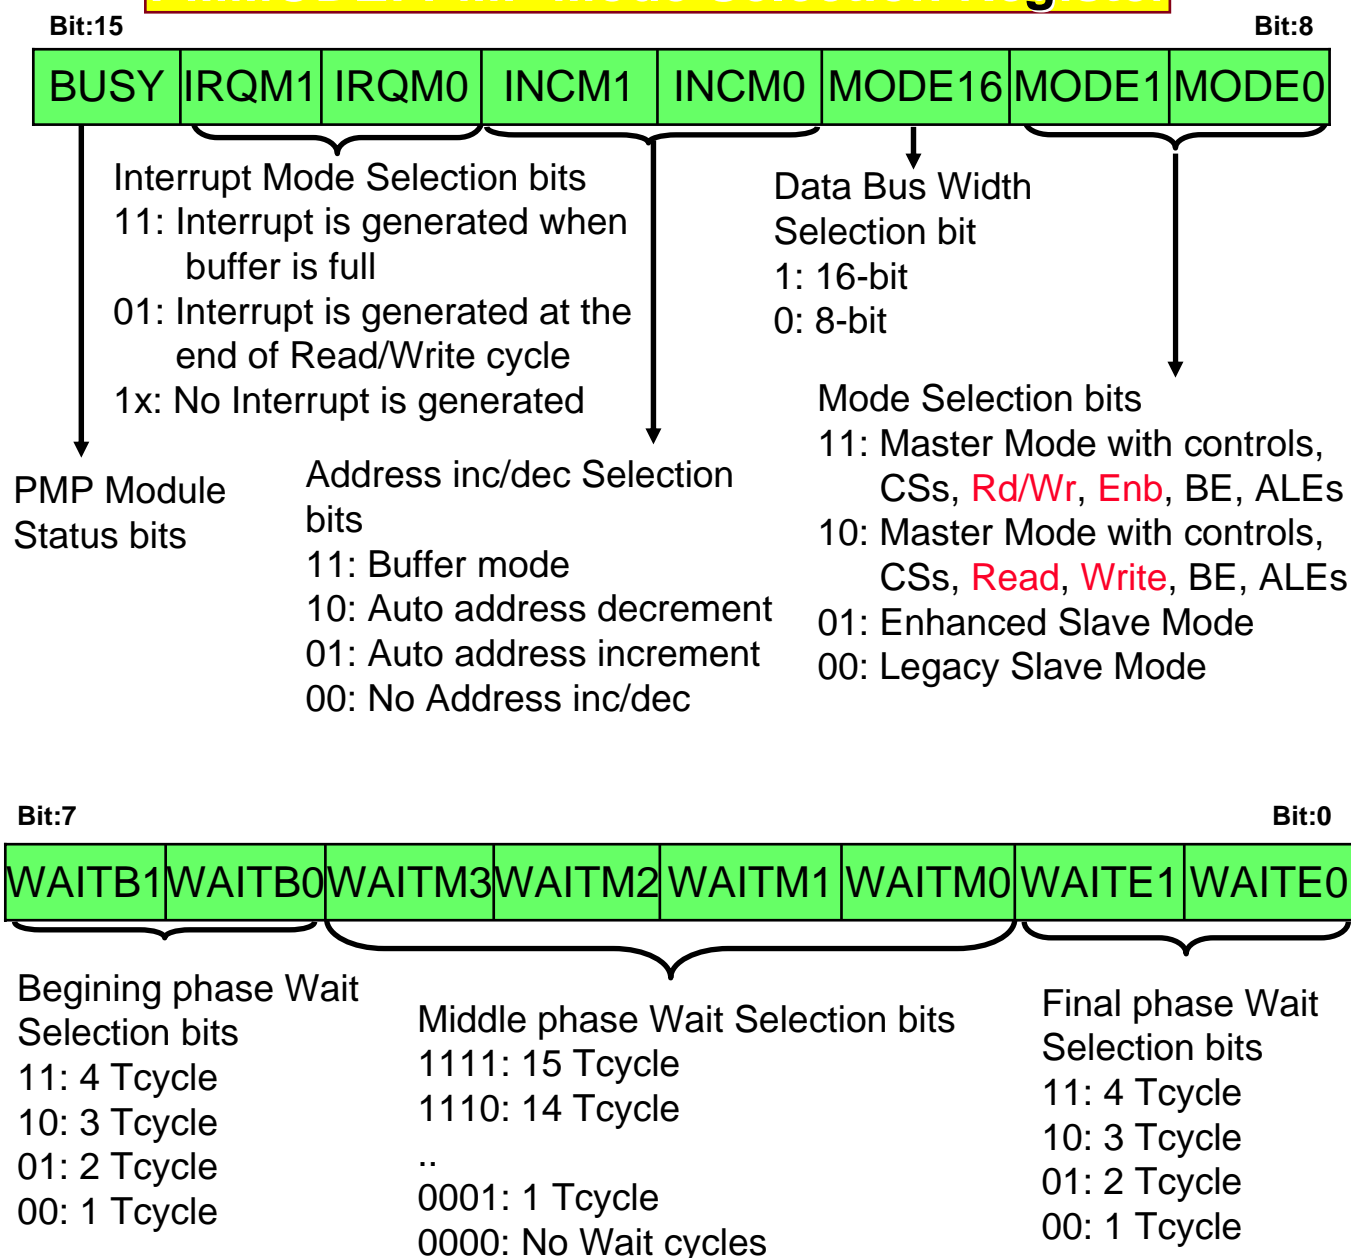 Bit:15 Bit:8
BUSY IRQM1 IRQM0 INCM1 INCM0 MODE16 MODE1 MODE0
Interrupt Mode Selection bits
11: Interrupt is generated when
buffer is full
01: Interrupt is generated at the
end of Read/Write cycle
1x: No Interrupt is generated
Data Bus Width
Selection bit
1: 16-bit
0: 8-bit
PMP Module
Status bits
Address inc/dec Selection
bits
11: Buffer mode
10: Auto address decrement
01: Auto address increment
00: No Address inc/dec
Mode Selection bits
11: Master Mode with controls,
CSs, Rd/Wr, Enb, BE, ALEs
10: Master Mode with controls,
CSs, Read, Write, BE, ALEs
01: Enhanced Slave Mode
00: Legacy Slave Mode
Bit:7 Bit:0
WAITB1 WAITB0 WAITM3 WAITM2 WAITM1 WAITM0 WAITE1 WAITE0
Begining phase Wait
Selection bits
11: 4 Tcycle
10: 3 Tcycle
01: 2 Tcycle
00: 1 Tcycle
Middle phase Wait Selection bits
1111: 15 Tcycle
1110: 14 Tcycle
..
0001: 1 Tcycle
0000: No Wait cycles
Final phase Wait
Selection bits
11: 4 Tcycle
10: 3 Tcycle
01: 2 Tcycle
00: 1 Tcycle